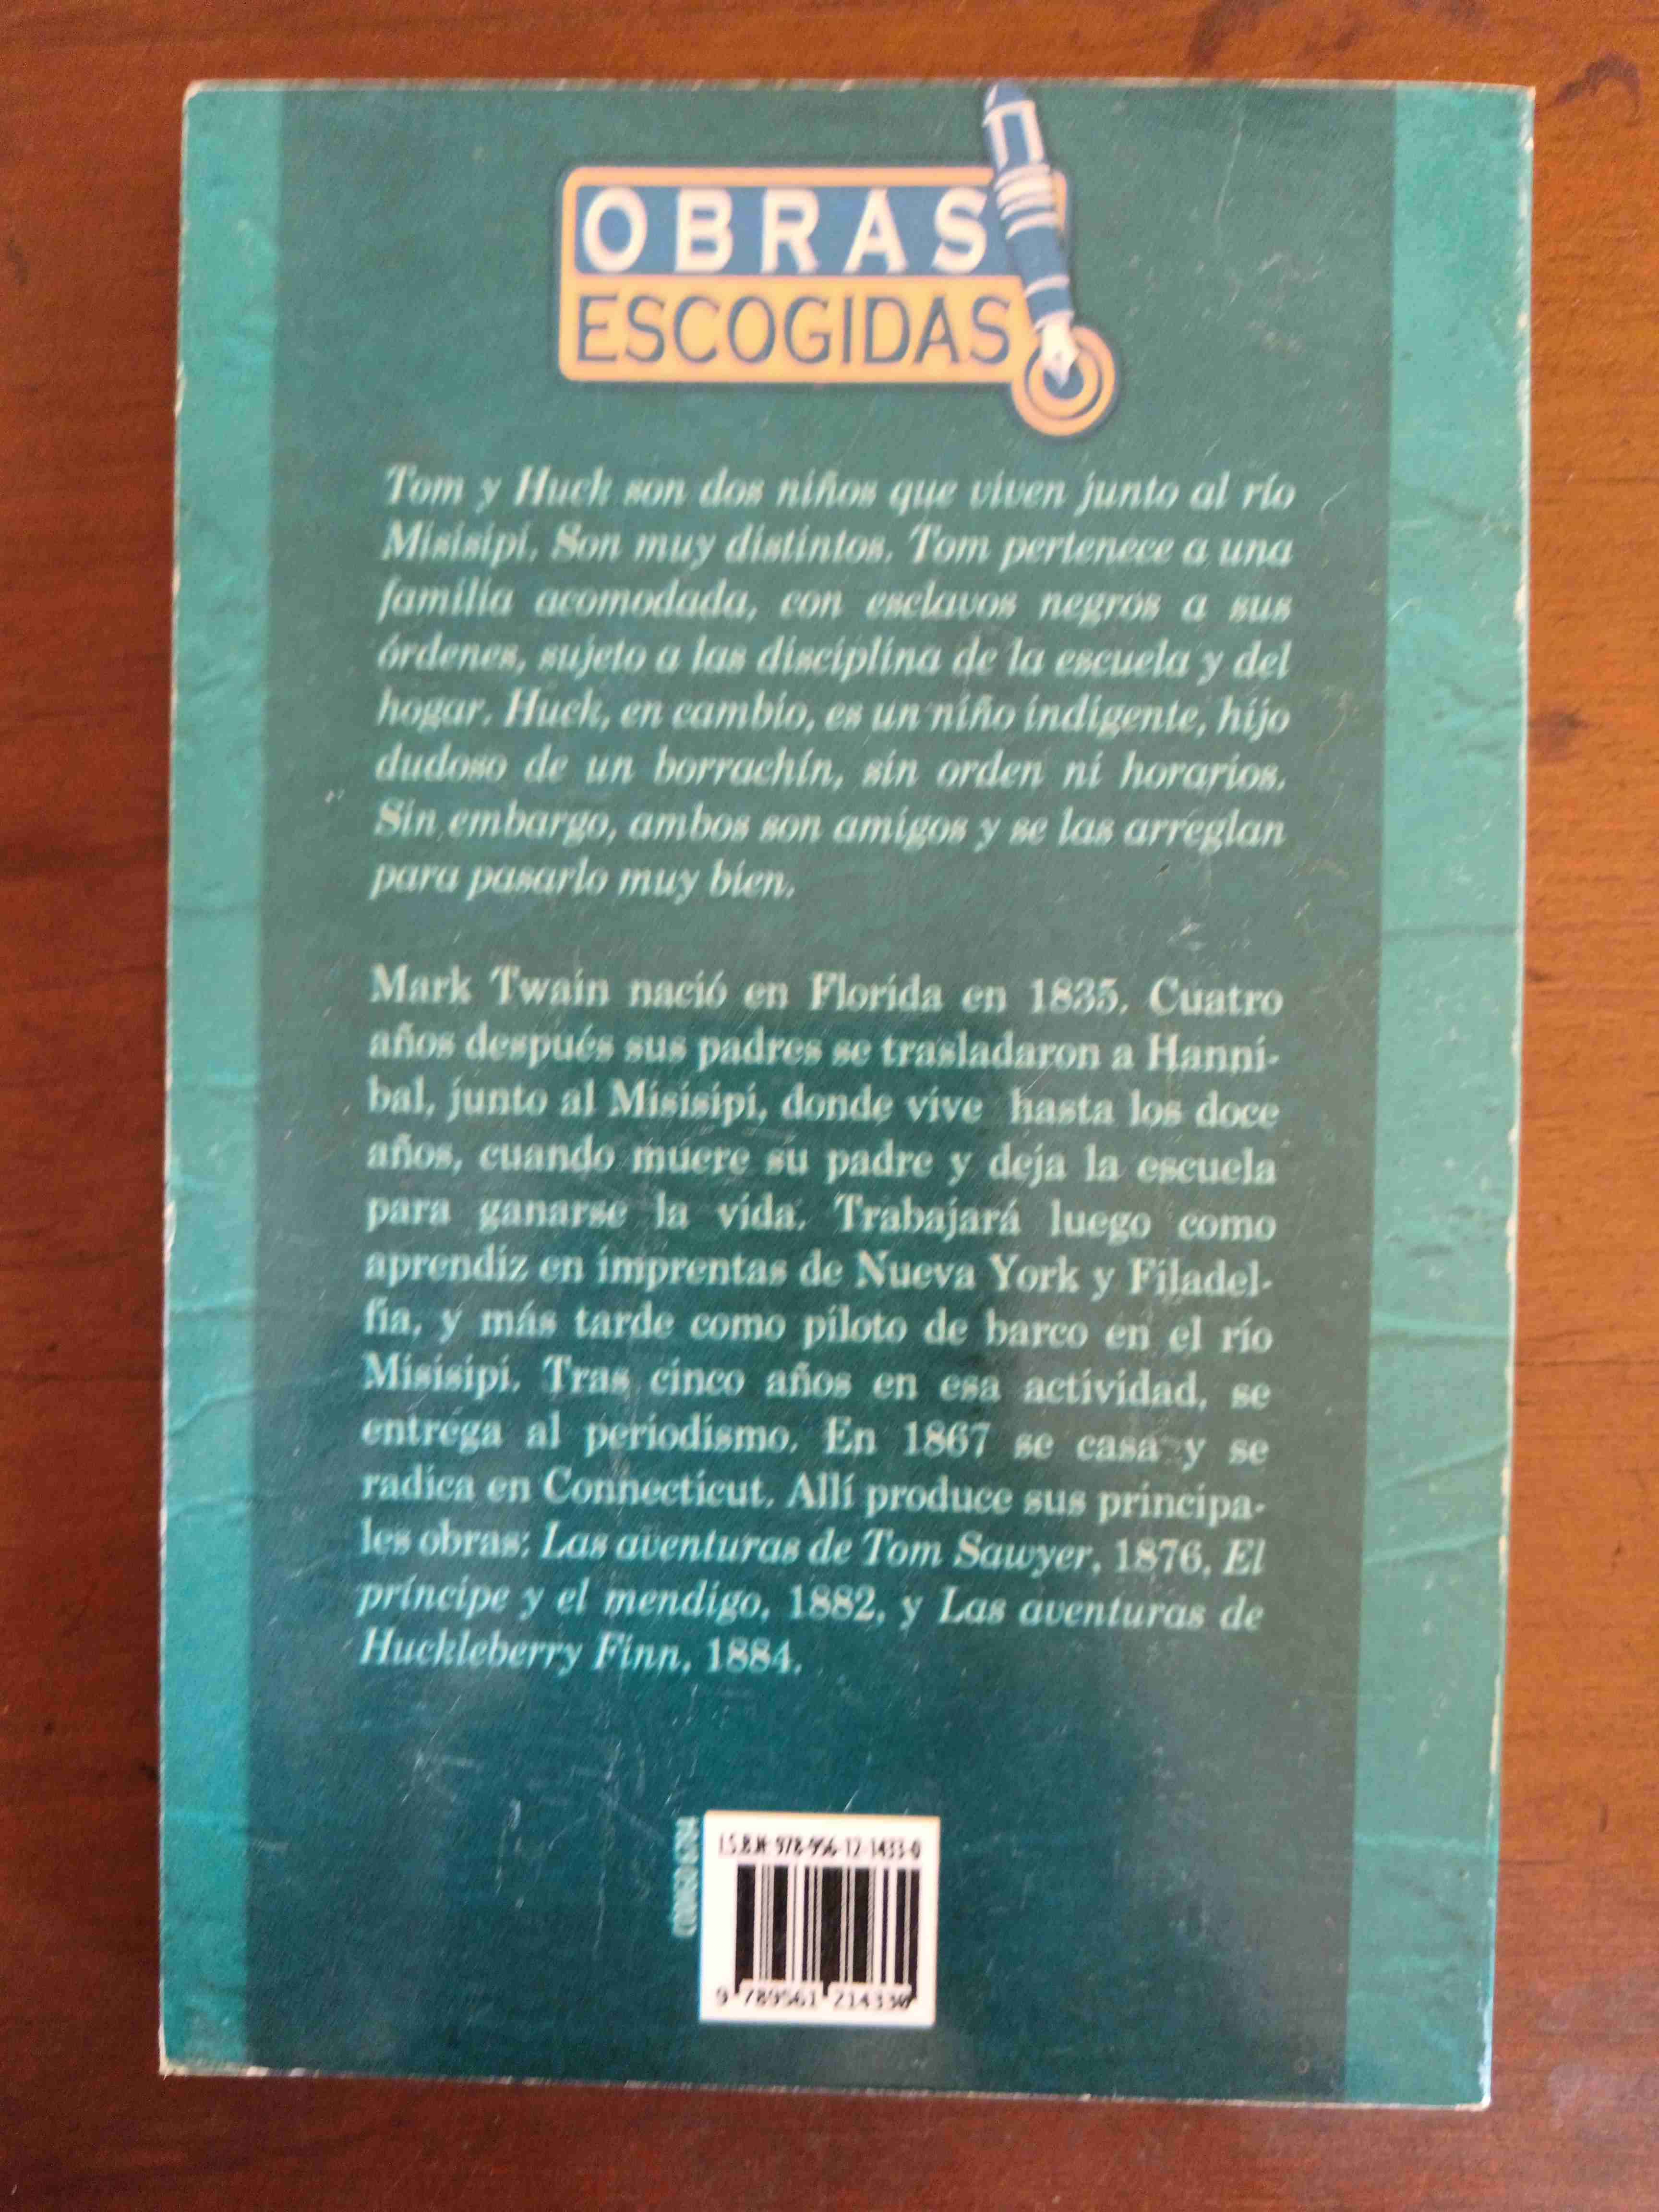 OBRAS
ESCOGIDAS
Tom y Huck son dos niños que viven junto al río
Misisipi. Son muy distintos. Tom pertenece a una
familia acomodada, con esclavos negros a sus
órdenes, sujeto a las disciplina de la escuela y del
hogar. Huck, en cambio, es un niño indigente, hijo
dudoso de un borrachín, sin orden ni horarios.
Sin embargo, ambos son amigos y se las arreglan
para pasarlo muy bien.
Mark Twain nació en Florida en 1835. Cuatro
años después sus padres se trasladaron a Hanni-
bal, junto al Misisipi, donde vive hasta los doce
años, cuando muere su padre y deja la escuela
para ganarse la vida. Trabajará luego como
aprendiz en imprentas de Nueva York y Filadel-
fia, y más tarde como piloto de barco en el río
Misisipi. Tras cinco años en esa actividad, se
entrega al periodismo. En 1867 se casa y se
radica en Connecticut. Allí produce sus principa-
les obras: Las aventuras de Tom Sawyer, 1876, El
príncipe y el mendigo, 1882, y Las aventuras de
Huckleberry Finn, 1884.
I.S.B.N: 978-956-12-1433-0
9 789561 214330